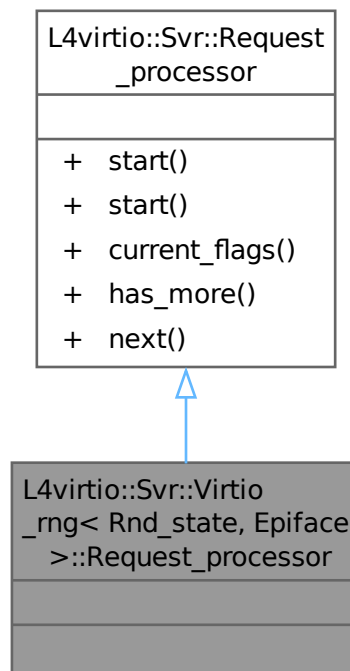 L4virtio::Svr::Request
_processor
+ start()
+ start()
+ current_flags()
+ has_more()
+ next()
L4virtio::Svr::Virtio
_rng< Rnd_state, Epiface
>::Request_processor